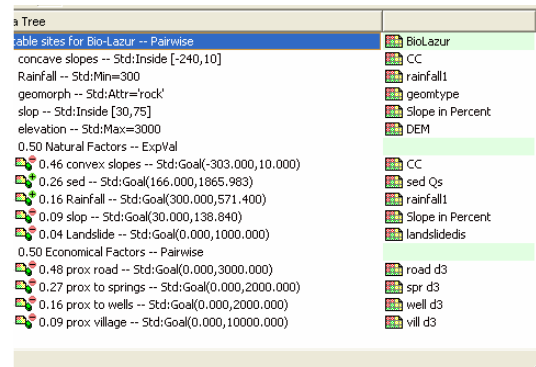 a Tree
table sites for Bio-Lazur -- Pairwise BioLazur
concave slopes -- Std:Inside [-240,10] CC
Rainfall -- Std:Min=300 rainfall1
geomorph -- Std:Attr='rock' geomtype
slop -- Std:Inside [30,75] Slope in Percent
elevation -- Std:Max=3000 DEM
0.50 Natural Factors -- ExpVal
0.46 convex slopes -- Std:Goal(-303.000,10.000) CC
0.26 sed -- Std:Goal(166.000,1865.983) sed Qs
0.16 Rainfall -- Std:Goal(300.000,571.400) rainfall1
0.09 slop -- Std:Goal(30.000,138.840) Slope in Percent
0.04 Landslide -- Std:Goal(0.000,1000.000) landslidedis
0.50 Economical Factors -- Pairwise
0.48 prox road -- Std:Goal(0.000,3000.000) road d3
0.27 prox to springs -- Std:Goal(0.000,2000.000) spr d3
0.16 prox to wells -- Std:Goal(0.000,2000.000) well d3
0.09 prox village -- Std:Goal(0.000,10000.000) vill d3